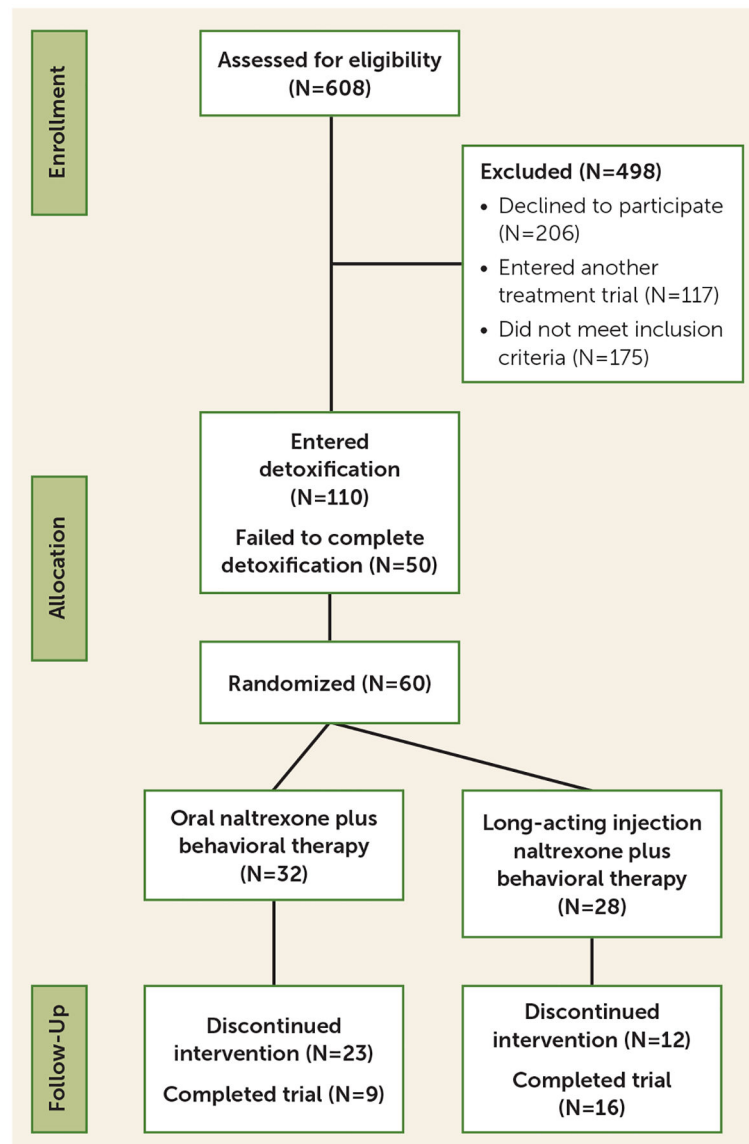 Enrollment
Assessed for eligibility
(N=608)
Excluded (N=498)
• Declined to participate
(N=206)
• Entered another
treatment trial (N=117)
• Did not meet inclusion
criteria (N=175)
Allocation
Entered
detoxification
(N=110)
Failed to complete
detoxification (N=50)
Randomized (N=60)
Oral naltrexone plus
behavioral therapy
(N=32)
Long-acting injection
naltrexone plus
behavioral therapy
(N=28)
Follow-Up
Discontinued
intervention (N=23)
Completed trial (N=9)
Discontinued
intervention (N=12)
Completed trial
(N=16)